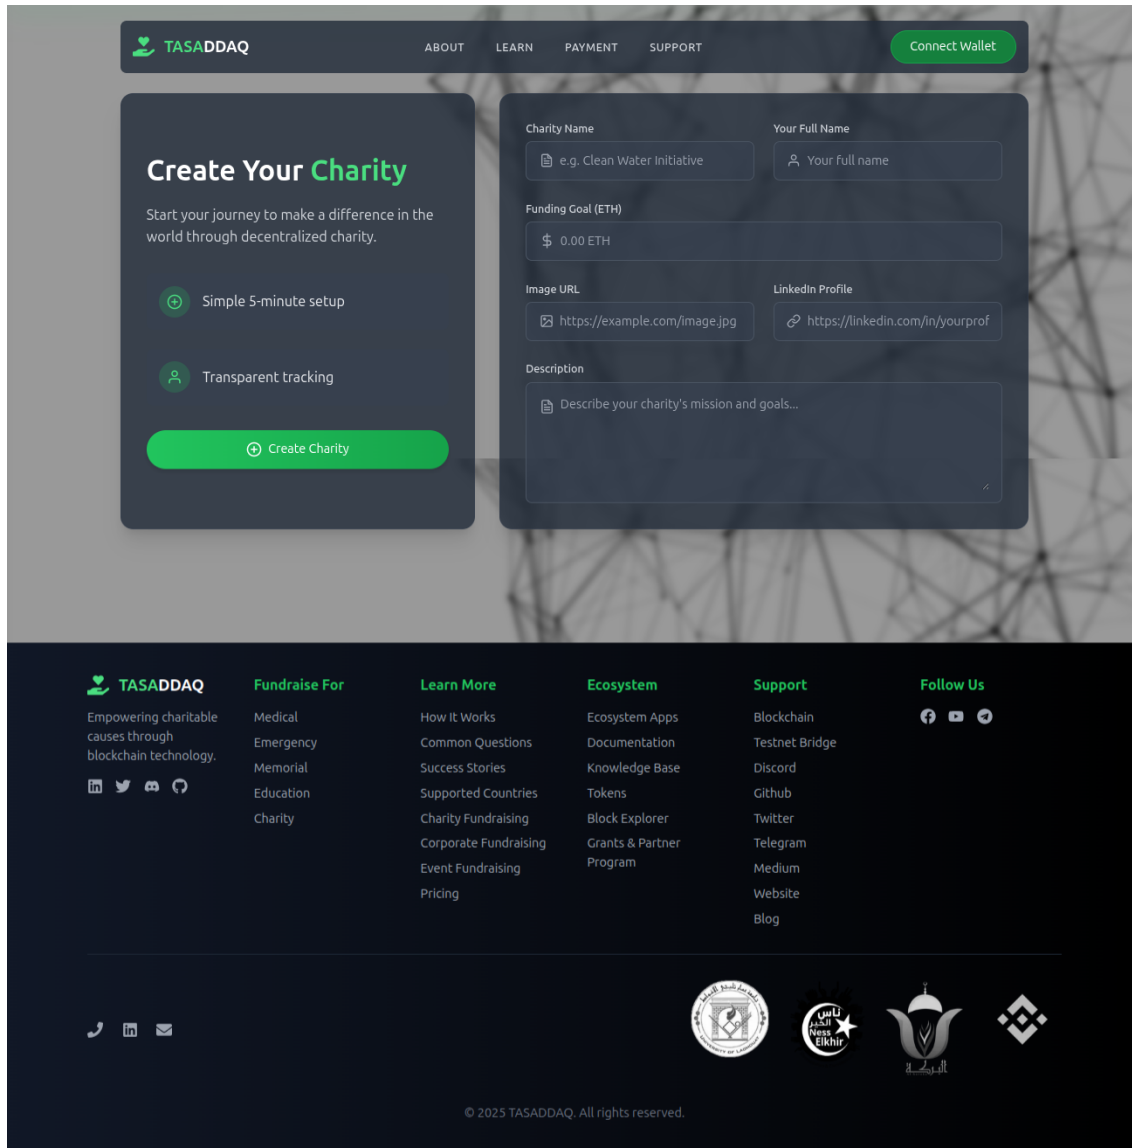 TASADDAQ
ABOUT
LEARN
PAYMENT
SUPPORT
Connect Wallet
Create Your Charity
Start your journey to make a difference in the
world through decentralized charity.
Simple 5-minute setup
Transparent tracking
Create Charity
Charity Name
e.g. Clean Water Initiative
Your Full Name
Your full name
Funding Goal (ETH)
0.00 ETH
Image URL
https://example.com/image.jpg
LinkedIn Profile
https://linkedin.com/in/yourprof
Description
Describe your charity's mission and goals...
TASADDAQ
Empowering charitable
causes through
blockchain technology.
Fundraise For
Medical
Emergency
Memorial
Education
Charity
Learn More
How It Works
Common Questions
Success Stories
Supported Countries
Charity Fundraising
Corporate Fundraising
Event Fundraising
Pricing
Ecosystem
Ecosystem Apps
Documentation
Knowledge Base
Tokens
Block Explorer
Grants & Partner
Program
Support
Blockchain
Testnet Bridge
Discord
Github
Twitter
Telegram
Medium
Website
Blog
Follow Us
UNIVERSITY OF LAGHOUAT
ناس
الخير
Ness
Elkhir
البركة
© 2025 TASADDAQ. All rights reserved.